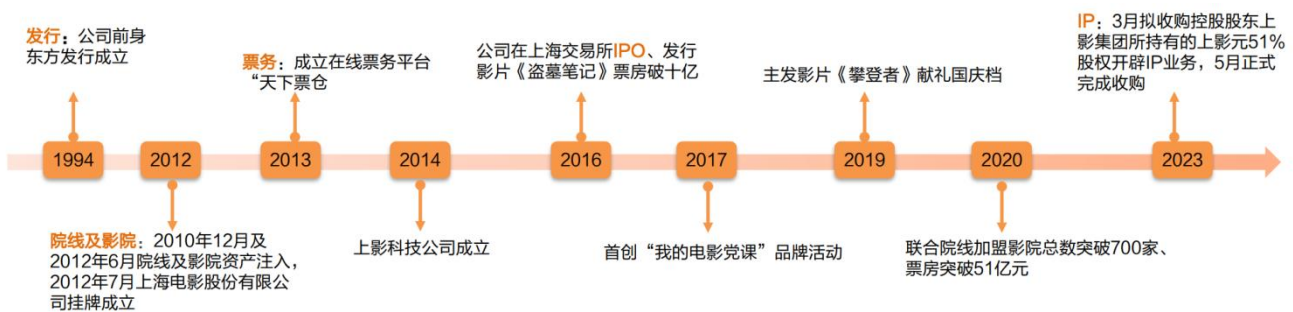 发行：公司前身
东方发行成立
票务：成立在线票务平台
“天下票仓
公司在上海交易所IPO、发行
影片《盗墓笔记》票房破十亿
主发影片《攀登者》献礼国庆档
IP：3月拟收购控股股东上
影集团所持有的上影元51%
股权开辟IP业务，5月正式
完成收购
1994
2012
2013
2014
2016
2017
2019
2020
2023
院线及影院：2010年12月及
2012年6月院线及影院资产注入，
2012年7月上海电影股份有限公
司挂牌成立
上影科技公司成立
首创“我的电影党课”品牌活动
联合院线加盟影院总数突破700家、
票房突破51亿元